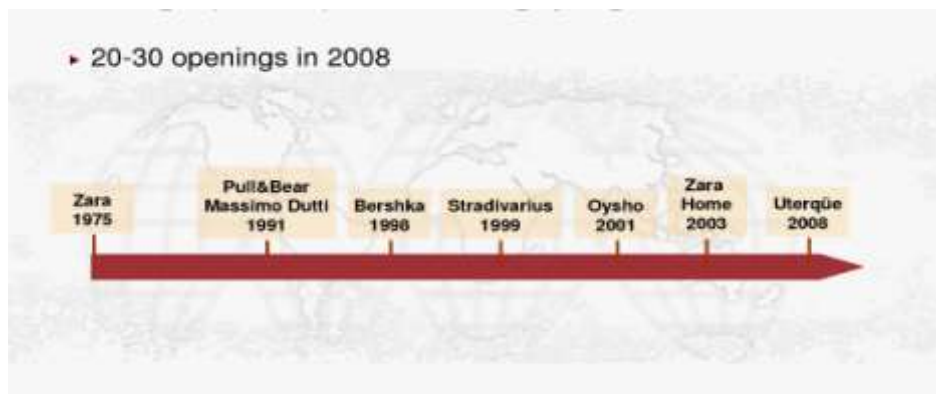 ▸ 20-30 openings in 2008
Zara
1975
Pull&Bear
Massimo Dutti
1991
Bershka
1998
Stradivarius
1999
Oysho
2001
Zara
Home
2003
Uterqüe
2008